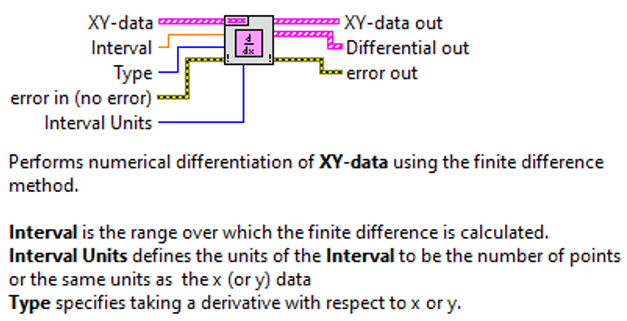 XY-data
XY-data out
Interval
Differential out
Type
error out
error in (no error)
Interval Units
d
dx
Performs numerical differentiation of XY-data using the finite difference
method.
Interval is the range over which the finite difference is calculated.
Interval Units defines the units of the Interval to be the number of points
or the same units as  the x (or y) data
Type specifies taking a derivative with respect to x or y.